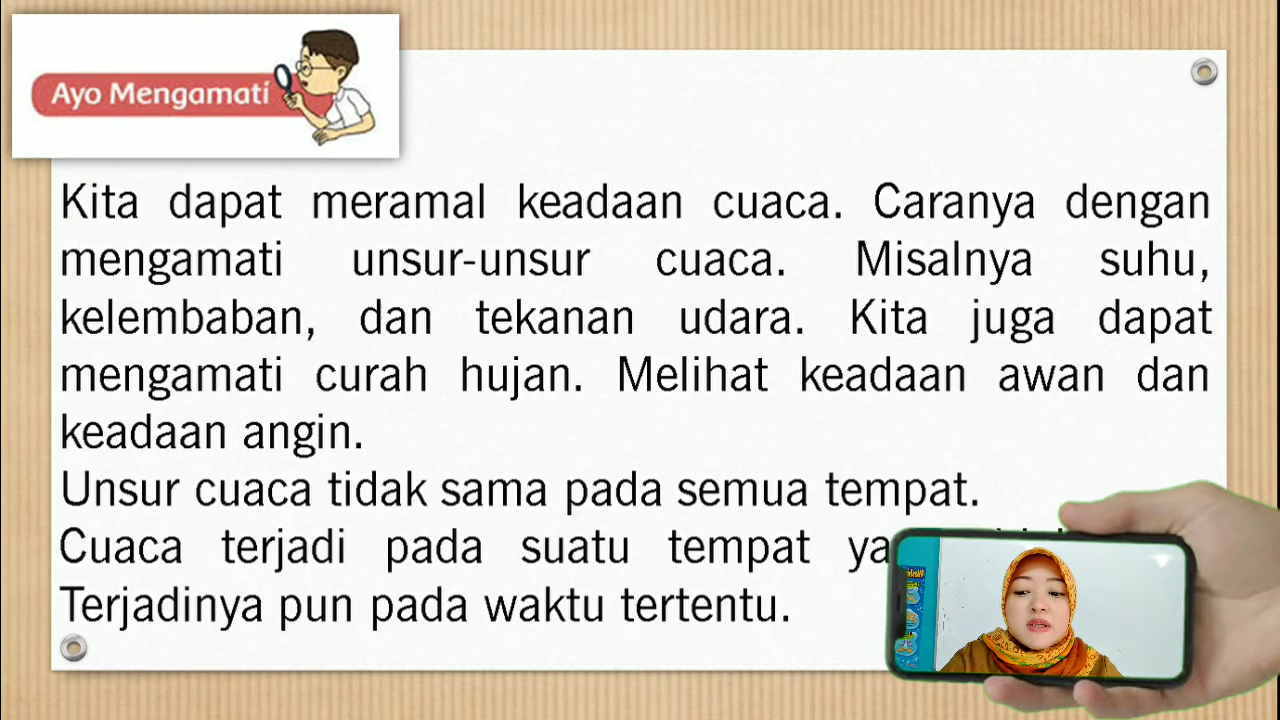 Ayo Mengamati
Kita dapat meramal keadaan cuaca. Caranya dengan
mengamati unsur-unsur cuaca. Misalnya suhu,
kelembaban, dan tekanan udara. Kita juga dapat
mengamati curah hujan. Melihat keadaan awan dan
keadaan angin.
Unsur cuaca tidak sama pada semua tempat.
Cuaca terjadi pada suatu tempat
Terjadinya pun pada waktu tertentu.